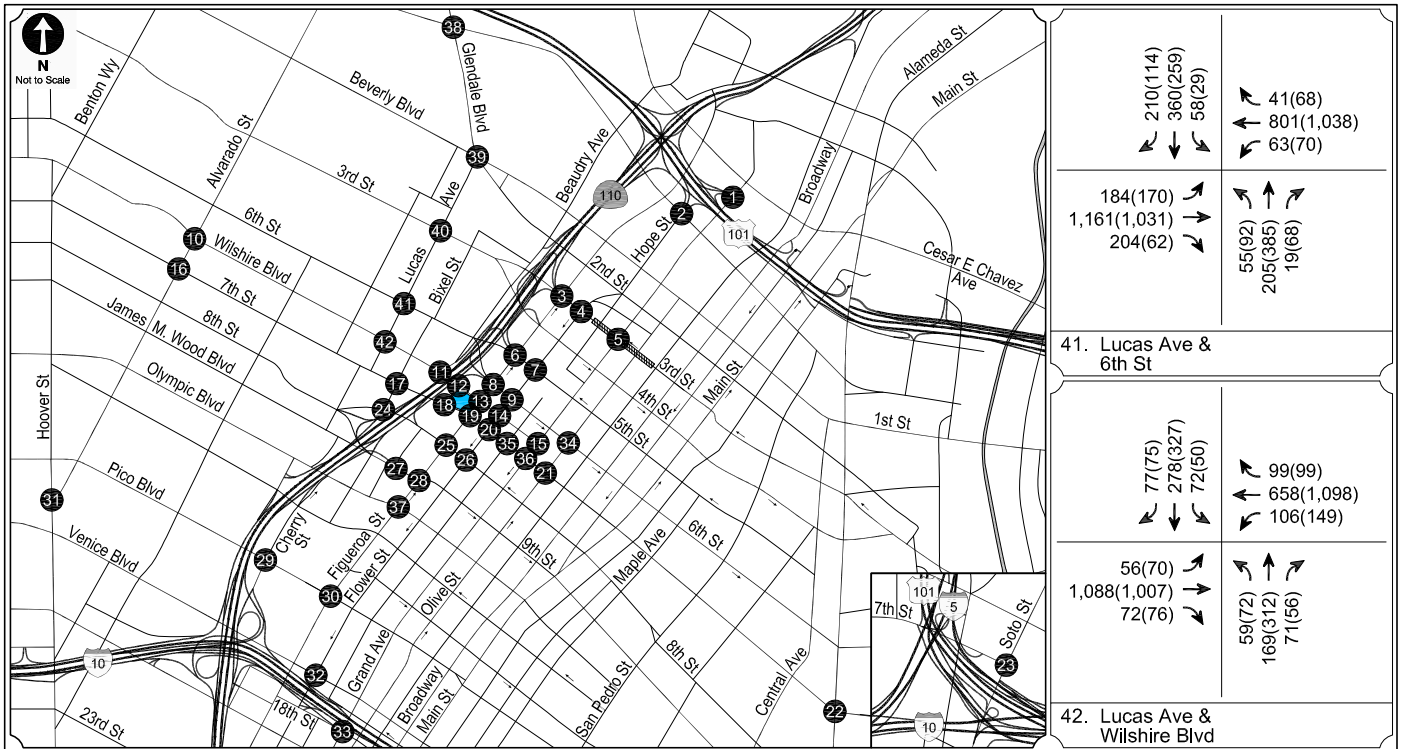 N
Not to Scale
38
Glendale Blvd
Beverly Blvd
Benton Wy
Alvarado St
3rd St
39
Ave
Lucas
40
Beaudry Ave
110
Hope St
1
2
101
Broadway
Alameda St
Main St
Cesar E Chavez
Ave
10
16
6th St
Wilshire Blvd
7th St
8th St
James M. Wood Blvd
Olympic Blvd
Bixel St
2nd St
41
42
3
4
5
3rd St
Main St
4th St
5th St
1st St
6
7
11
12
8
9
17
24
18
13
19
14
20
35
15
34
25
26
36
21
27
28
37
Hoover St
31
Pico Blvd
Venice Blvd
29
Cherry
St
Figueroa St
Flower St
30
Olive St
9th St
Maple Ave
6th St
8th St
Grand Ave
Broadway
Main St
San Pedro St
Central Ave
22
10
32
33
18th St
23rd St
101
5
7th St
Soto St
23
10
210(114)
360(259)
58(29)
41(68)
801(1,038)
63(70)
184(170)
1,161(1,031)
204(62)
55(92)
205(385)
19(68)
41. Lucas Ave &
6th St
77(75)
278(327)
72(50)
99(99)
658(1,098)
106(149)
56(70)
1,088(1,007)
72(76)
59(72)
169(312)
71(56)
42. Lucas Ave &
Wilshire Blvd